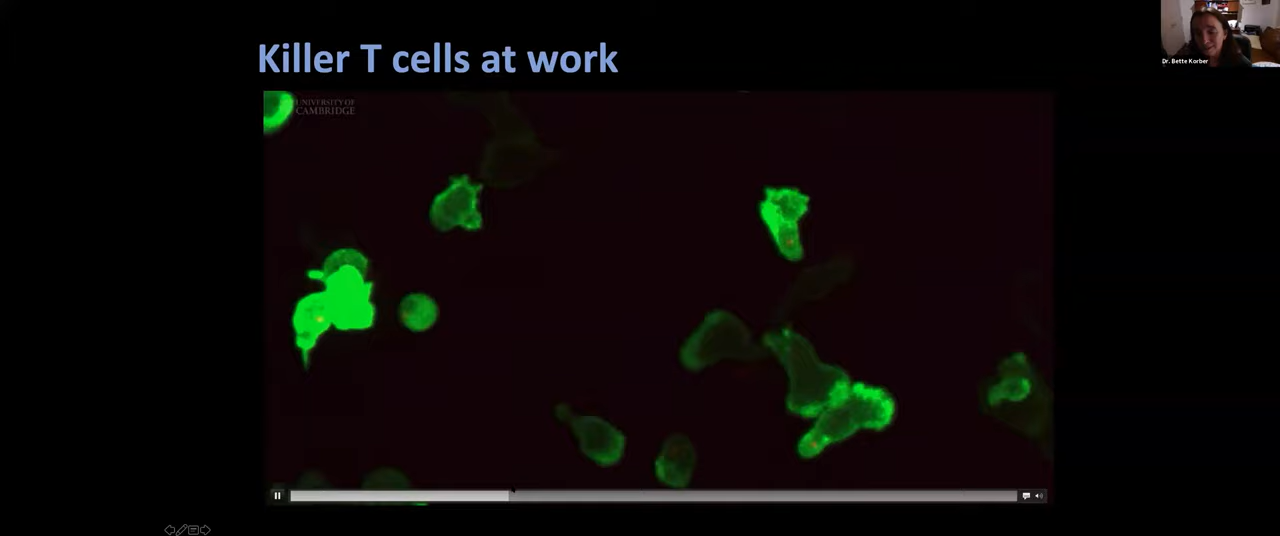 Killer T cells at work
Dr. Bette Korber
UNIVERSITY OF
CAMBRIDGE